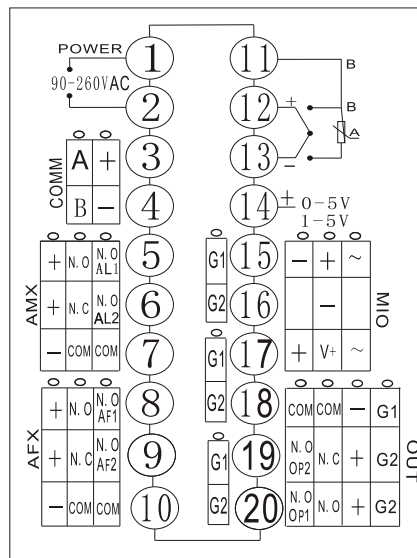 POWER
90-260VAC
1
2
3
4
5
6
7
8
9
10
COMM
A +
B −
AMX
+ N.O N.O AL1
+ N.C N.O AL2
− COM COM
AFX
+ N.O N.O AF1
+ N.C N.O AF2
− COM COM
11
12
13
14
15
16
17
18
19
20
B
B
A
+
−
± 0-5V
1-5V
G1
G2
G1
G2
G1
G2
MIO
− + ~
−
+ V+ ~
OUT
COM COM − G1
N.O OP2 N.C + G2
N.O OP1 N.O + G2